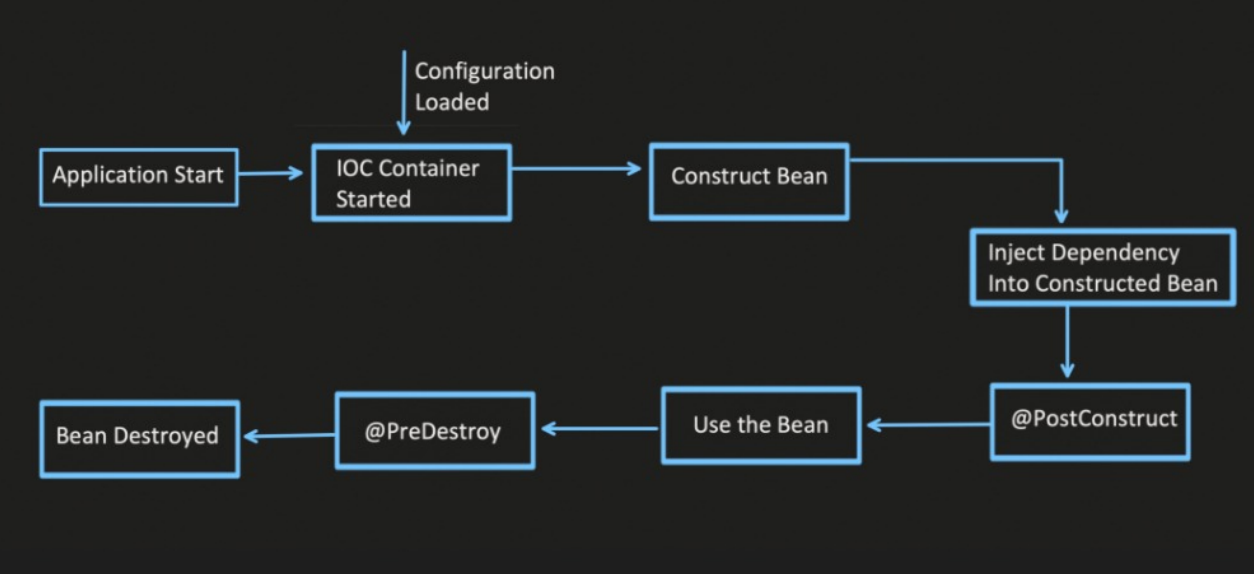 Configuration
Loaded
Application Start
IOC Container
Started
Construct Bean
Inject Dependency
Into Constructed Bean
@PostConstruct
Use the Bean
@PreDestroy
Bean Destroyed